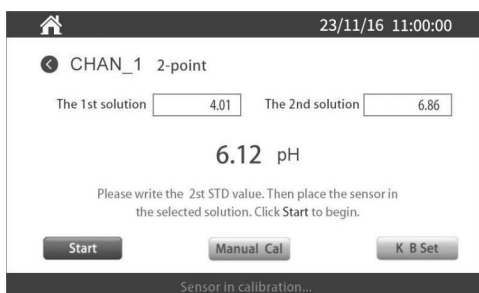 23/11/16 11:00:00
CHAN_1 2-point
The 1st solution 4.01 The 2nd solution 6.86
6.12 pH
Please write the 2st STD value. Then place the sensor in
the selected solution. Click Start to begin.
Start Manual Cal K B Set
Sensor in calibration...